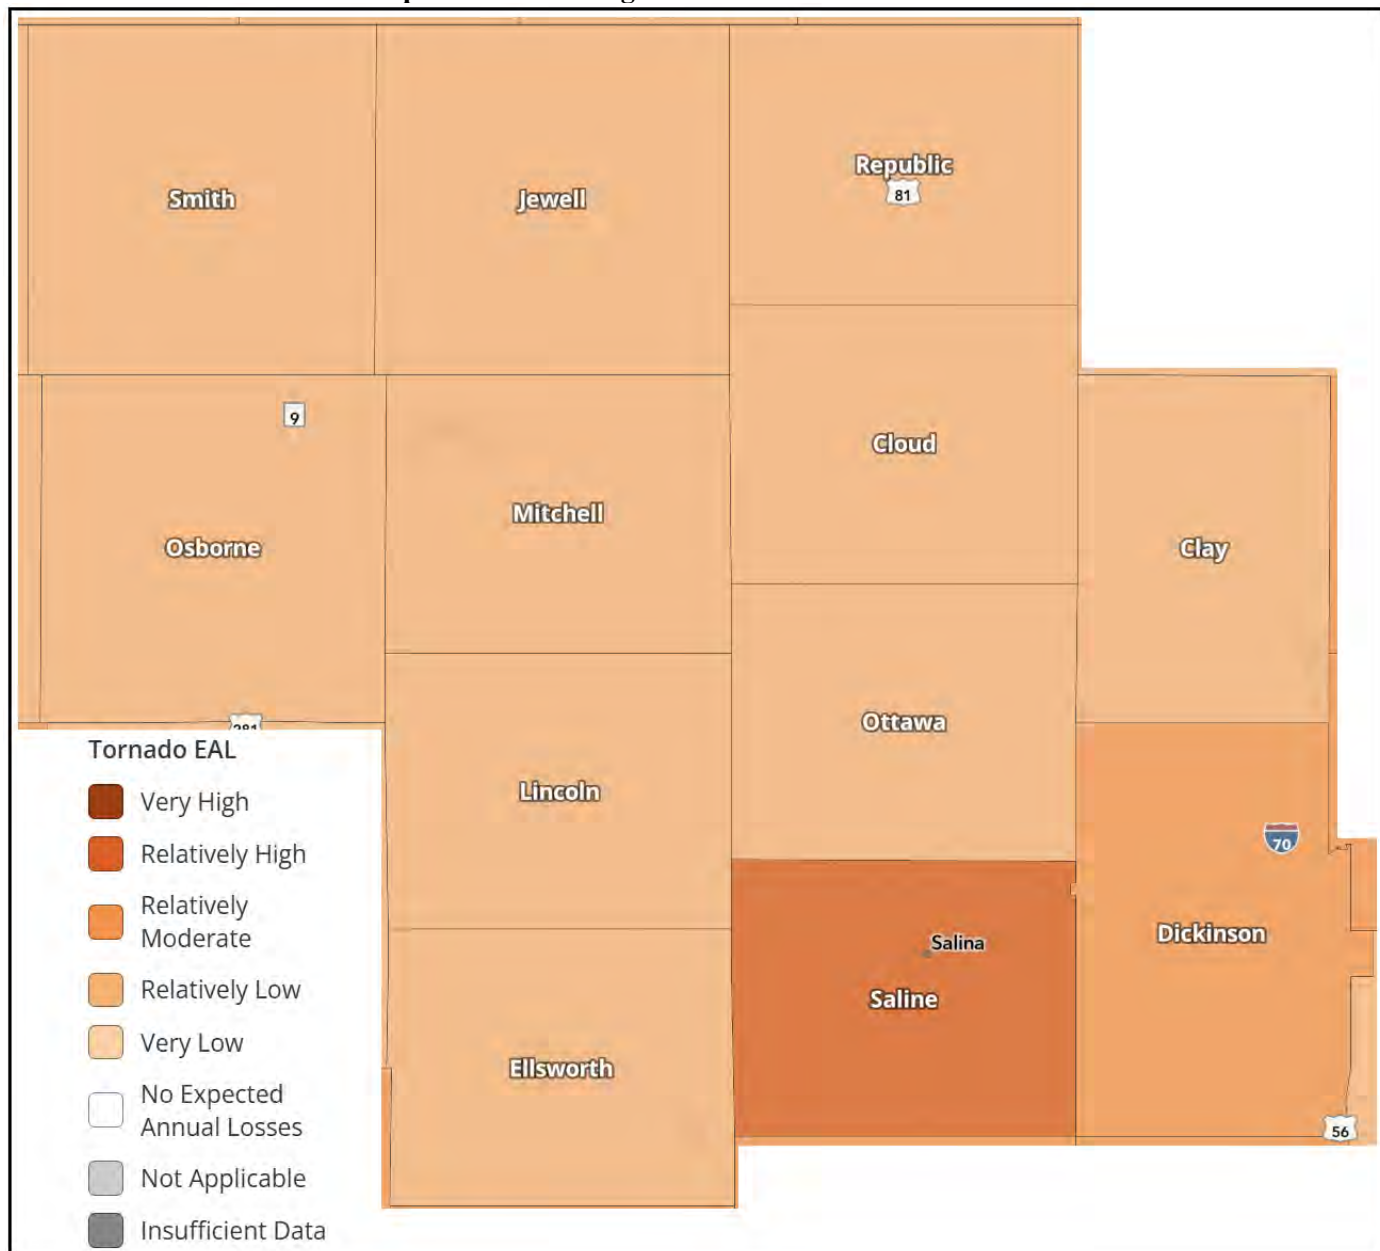 Republic
81
Smith
Jewell
9
Cloud
Mitchell
Osborne
Clay
Ottawa
281
Lincoln
70
Salina
Dickinson
Saline
Ellsworth
56
Tornado EAL
Very High
Relatively High
Relatively
Moderate
Relatively Low
Very Low
No Expected
Annual Losses
Not Applicable
Insufficient Data